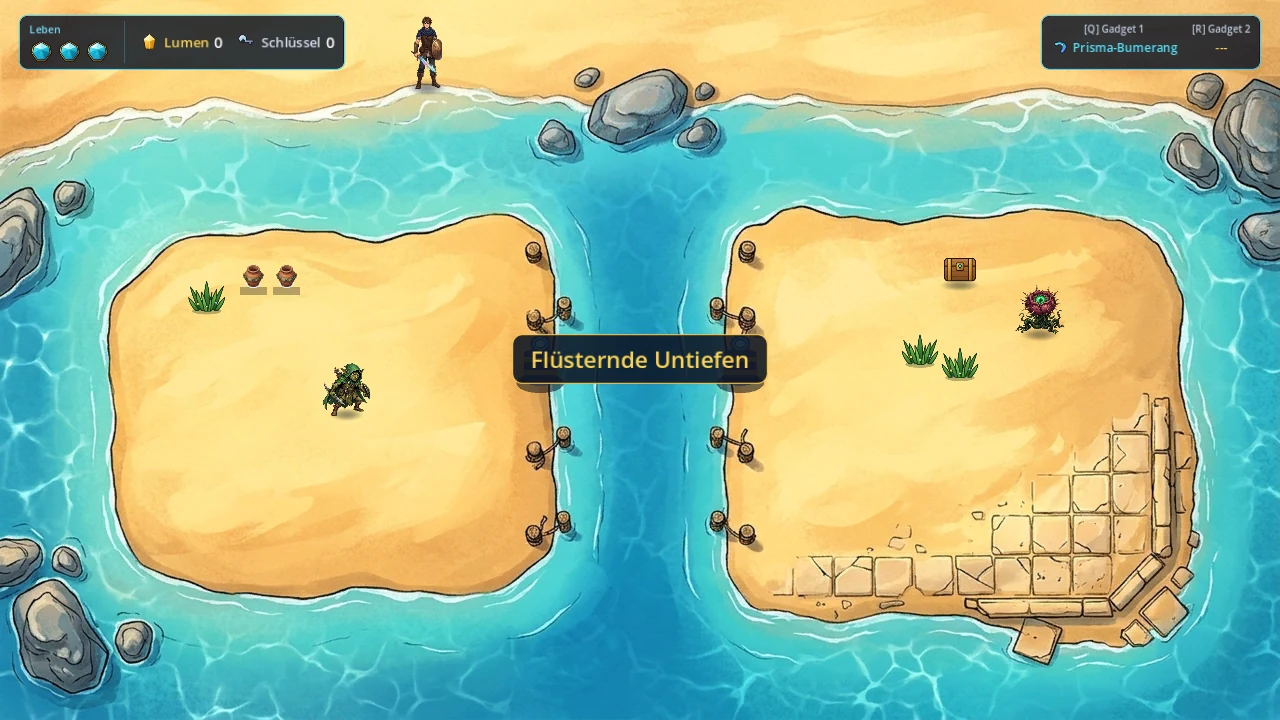 Leben
Lumen 0
Schlüssel 0
[Q] Gadget 1
[R] Gadget 2
Prisma-Bumerang
---
Flüsternde Untiefen